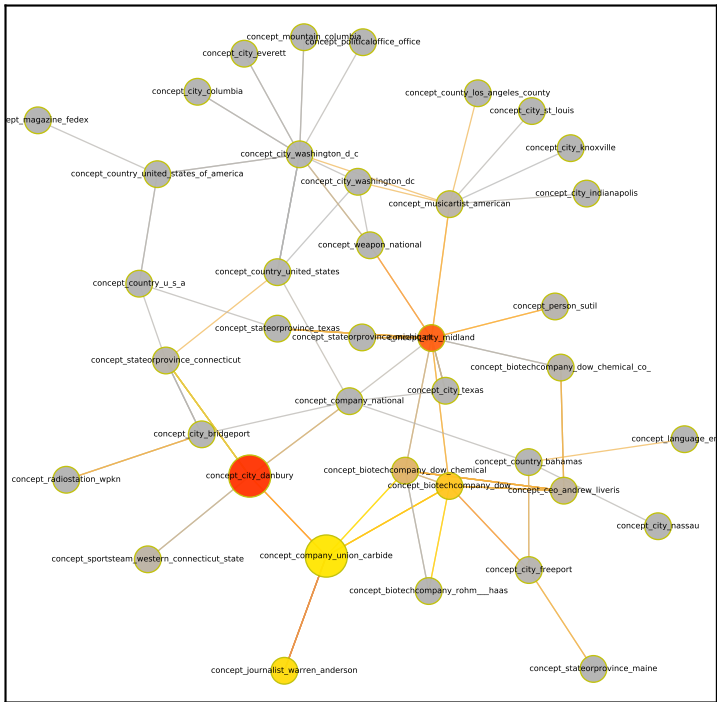 concept_mountain_columbia
concept_politicaloffice_office
concept_city_everett
concept_city_columbia
concept_county_los_angeles_county
concept_city_st_louis
ept_magazine_fedex
concept_city_knoxville
concept_city_washington_d_c
concept_country_united_states_of_america
concept_city_washington_dc
concept_city_indianapolis
concept_musicartist_american
concept_weapon_national
concept_country_united_states
concept_country_u_s_a
concept_person_sutil
concept_stateorprovince_texas
concept_city_midland
concept_stateorprovince_connecticut
concept_biotechcompany_dow_chemical_co_
concept_city_texas
concept_company_national
concept_city_bridgeport
concept_language_en
concept_country_bahamas
concept_biotechcompany_dow_chemical
concept_city_danbury
concept_radiostation_wpkn
concept_biotechcompany_dow
concept_ceo_andrew_liveris
concept_city_nassau
concept_company_union_carbide
concept_sportsteam_western_connecticut_state
concept_city_freeport
concept_biotechcompany_rohm___haas
concept_journalist_warren_anderson
concept_stateorprovince_maine